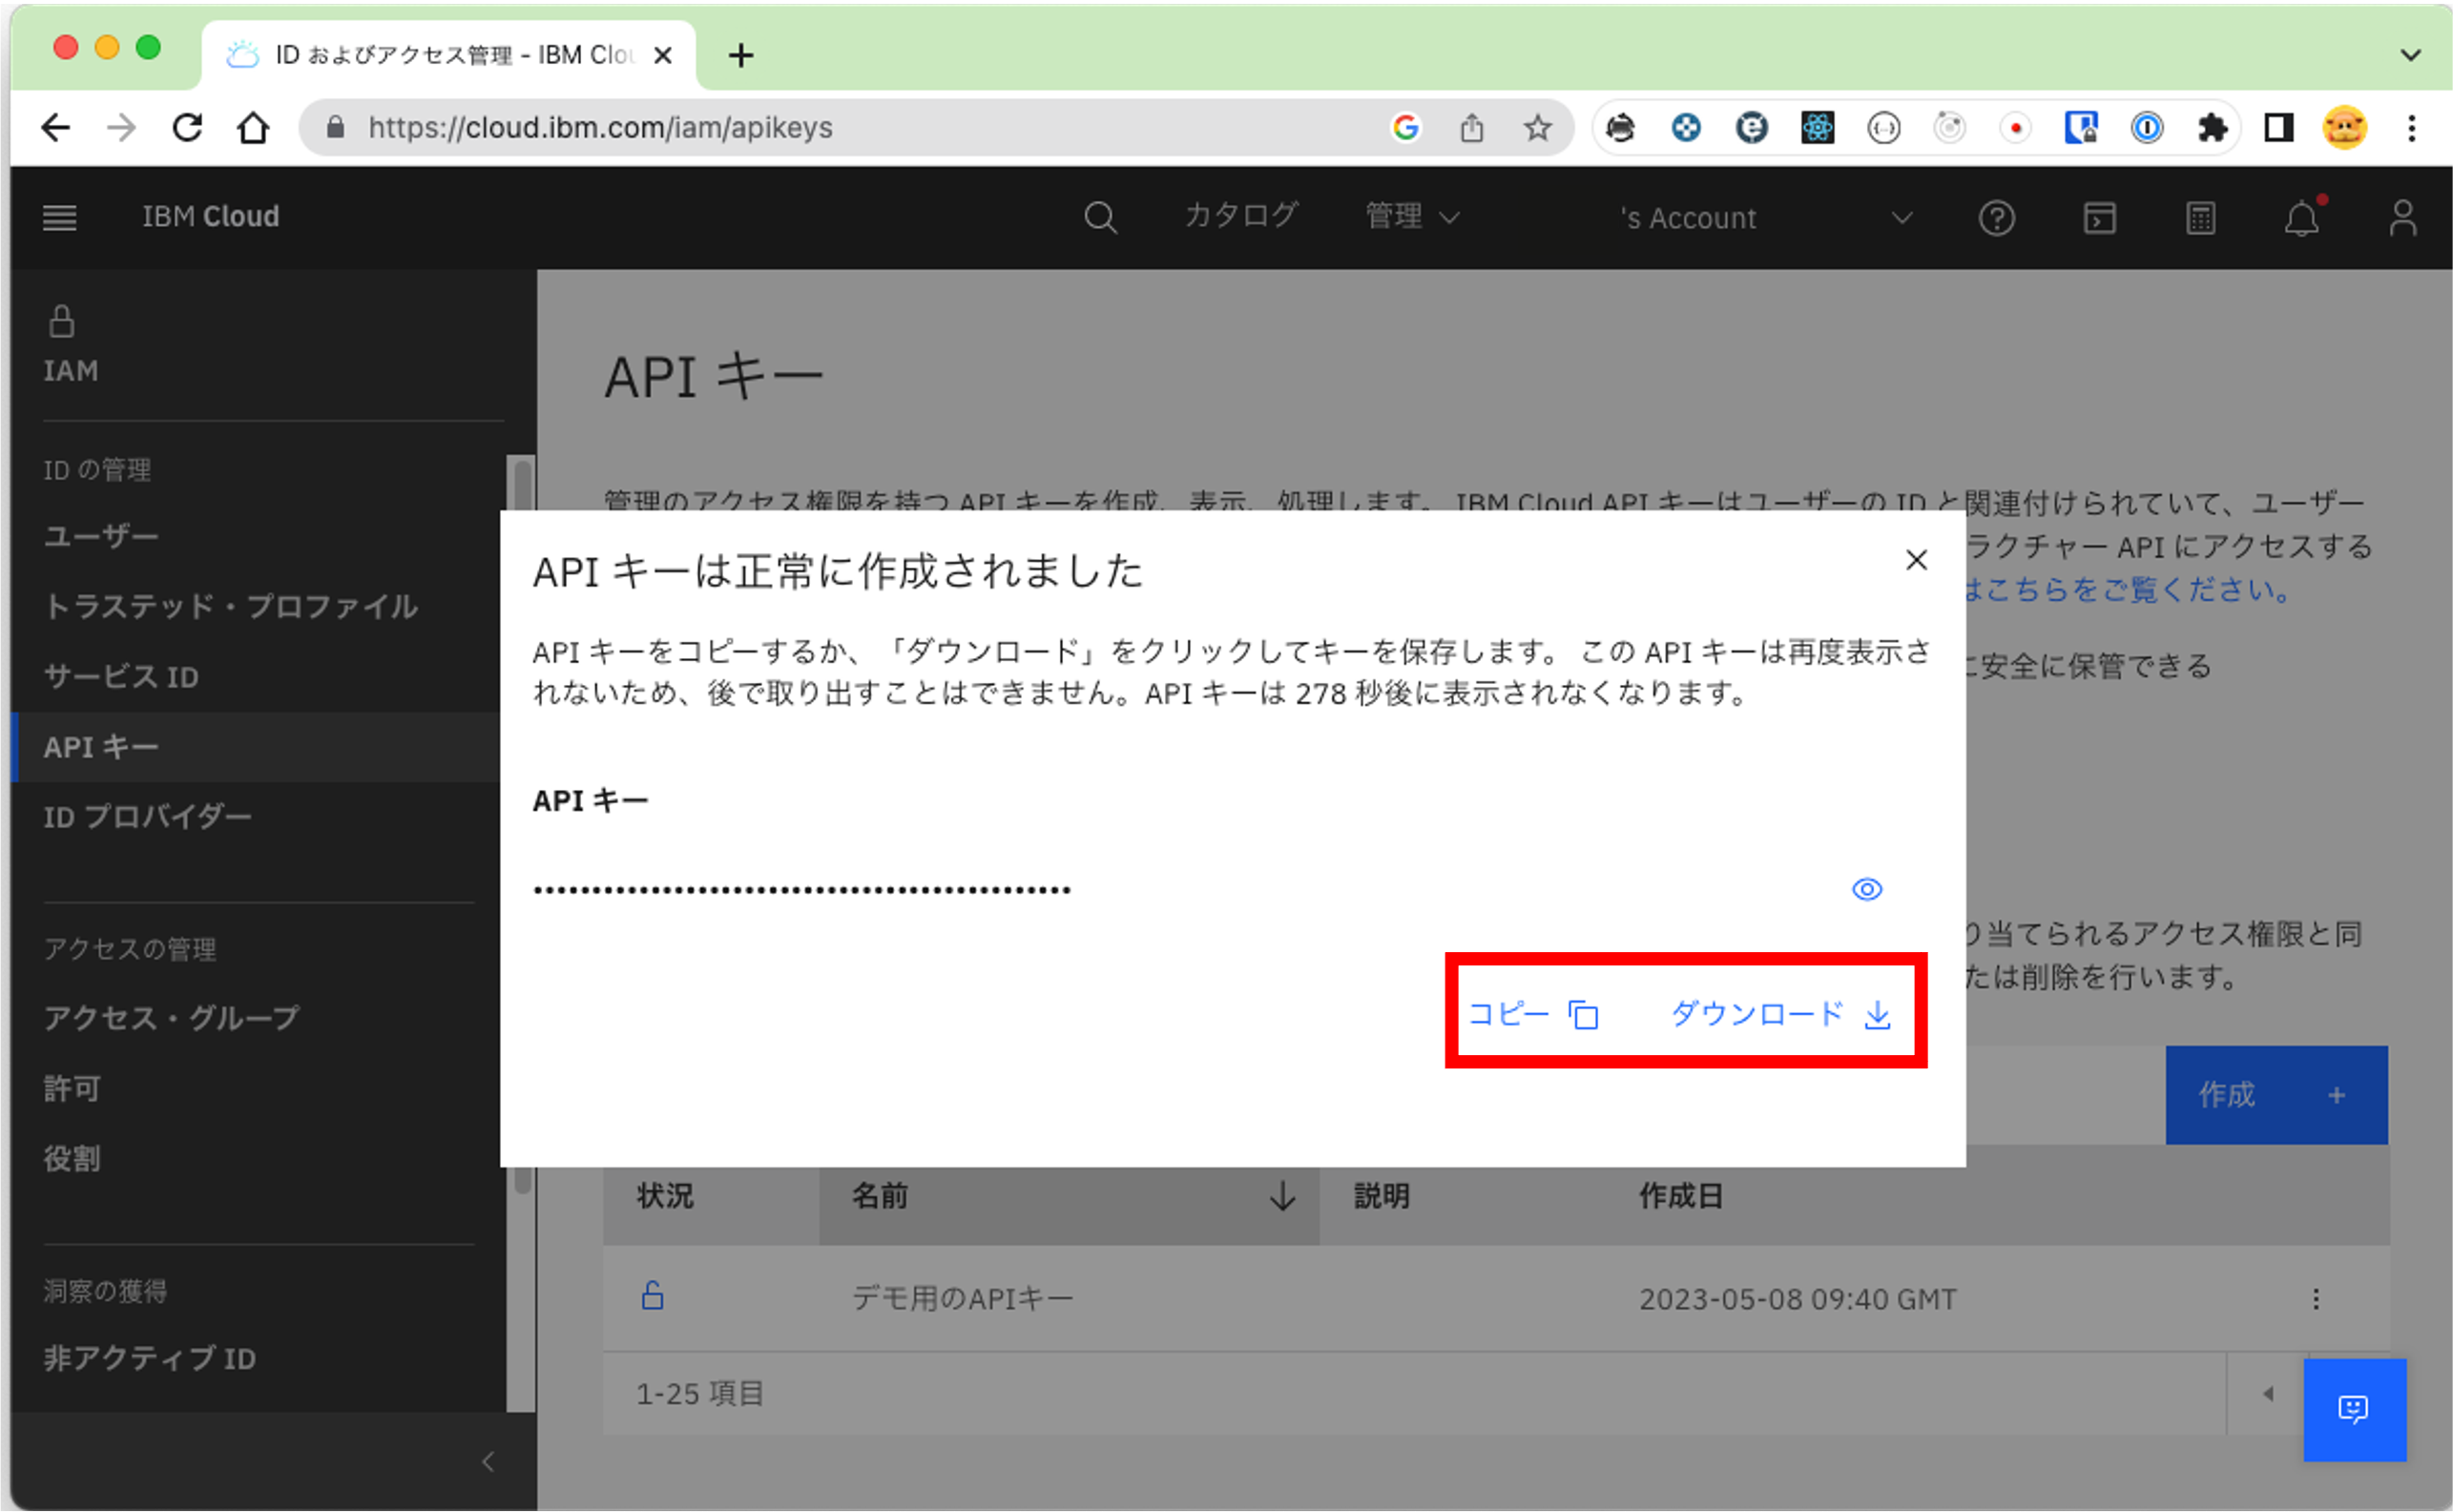 ID およびアクセス管理 - IBM Clou
https://cloud.ibm.com/iam/apikeys
IBM Cloud
カタログ
管理
's Account
IAM
ID の管理
ユーザー
トラステッド・プロファイル
サービス ID
API キー
ID プロバイダー
アクセスの管理
アクセス・グループ
許可
役割
洞察の獲得
非アクティブ ID
API キー
管理のアクセス権限を持つ API キーを作成、表示、処理します。 IBM Cloud API キーはユーザーの ID と関連付けられていて、ユーザー
ラクチャー API にアクセスする
はこちらをご覧ください。
に安全に保管できる
API キーは正常に作成されました
API キーをコピーするか、「ダウンロード」をクリックしてキーを保存します。 この API キーは再度表示さ
れないため、後で取り出すことはできません。API キーは 278 秒後に表示されなくなります。
API キー
••••••••••••••••••••••••••••••••••••••••••••
コピー
ダウンロード
り当てられるアクセス権限と同
たは削除を行います。
作成 +
状況 名前 説明 作成日
デモ用のAPIキー 2023-05-08 09:40 GMT
1-25 項目